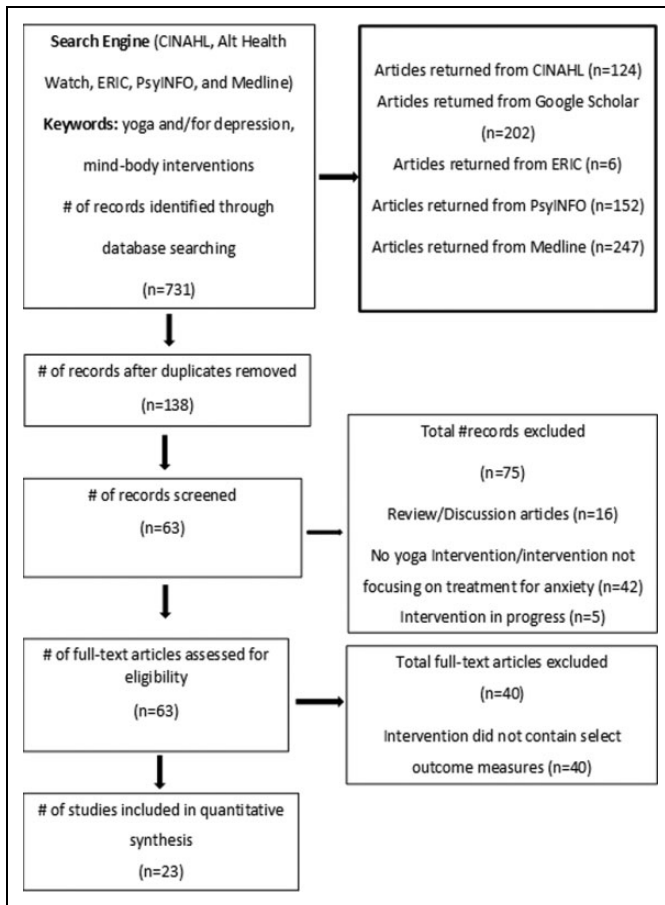 Search Engine (CINAHL, Alt Health
Watch, ERIC, PsyINFO, and Medline)
Keywords: yoga and/for depression,
mind-body interventions
# of records identified through
database searching
(n=731)
Articles returned from CINAHL (n=124)
Articles returned from Google Scholar
(n=202)
Articles returned from ERIC (n=6)
Articles returned from PsyINFO (n=152)
Articles returned from Medline (n=247)
# of records after duplicates removed
(n=138)
# of records screened
(n=63)
Total #records excluded
(n=75)
Review/Discussion articles (n=16)
No yoga Intervention/intervention not
focusing on treatment for anxiety (n=42)
Intervention in progress (n=5)
# of full-text articles assessed for
eligibility
(n=63)
Total full-text articles excluded
(n=40)
Intervention did not contain select
outcome measures (n=40)
# of studies included in quantitative
synthesis
(n=23)